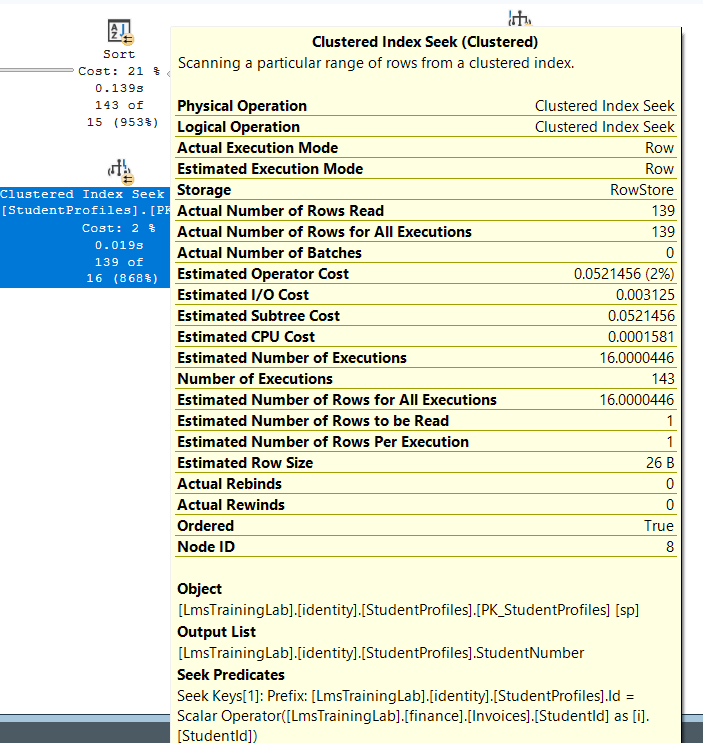 Sort
Cost: 21 %
0.139s
143 of
15 (953%)
Clustered Index Seek
[StudentProfiles].[PK
Cost: 2 %
0.019s
139 of
16 (868%)
Clustered Index Seek (Clustered)
Scanning a particular range of rows from a clustered index.
Physical Operation Clustered Index Seek
Logical Operation Clustered Index Seek
Actual Execution Mode Row
Estimated Execution Mode Row
Storage RowStore
Actual Number of Rows Read 139
Actual Number of Rows for All Executions 139
Actual Number of Batches 0
Estimated Operator Cost 0.0521456 (2%)
Estimated I/O Cost 0.003125
Estimated Subtree Cost 0.0521456
Estimated CPU Cost 0.0001581
Estimated Number of Executions 16.0000446
Number of Executions 143
Estimated Number of Rows for All Executions 16.0000446
Estimated Number of Rows to be Read 1
Estimated Number of Rows Per Execution 1
Estimated Row Size 26 B
Actual Rebinds 0
Actual Rewinds 0
Ordered True
Node ID 8
Object
[LmsTrainingLab].[identity].[StudentProfiles].[PK_StudentProfiles] [sp]
Output List
[LmsTrainingLab].[identity].[StudentProfiles].StudentNumber
Seek Predicates
Seek Keys[1]: Prefix: [LmsTrainingLab].[identity].[StudentProfiles].Id =
Scalar Operator([LmsTrainingLab].[finance].[Invoices].[StudentId] as [i].
[StudentId])